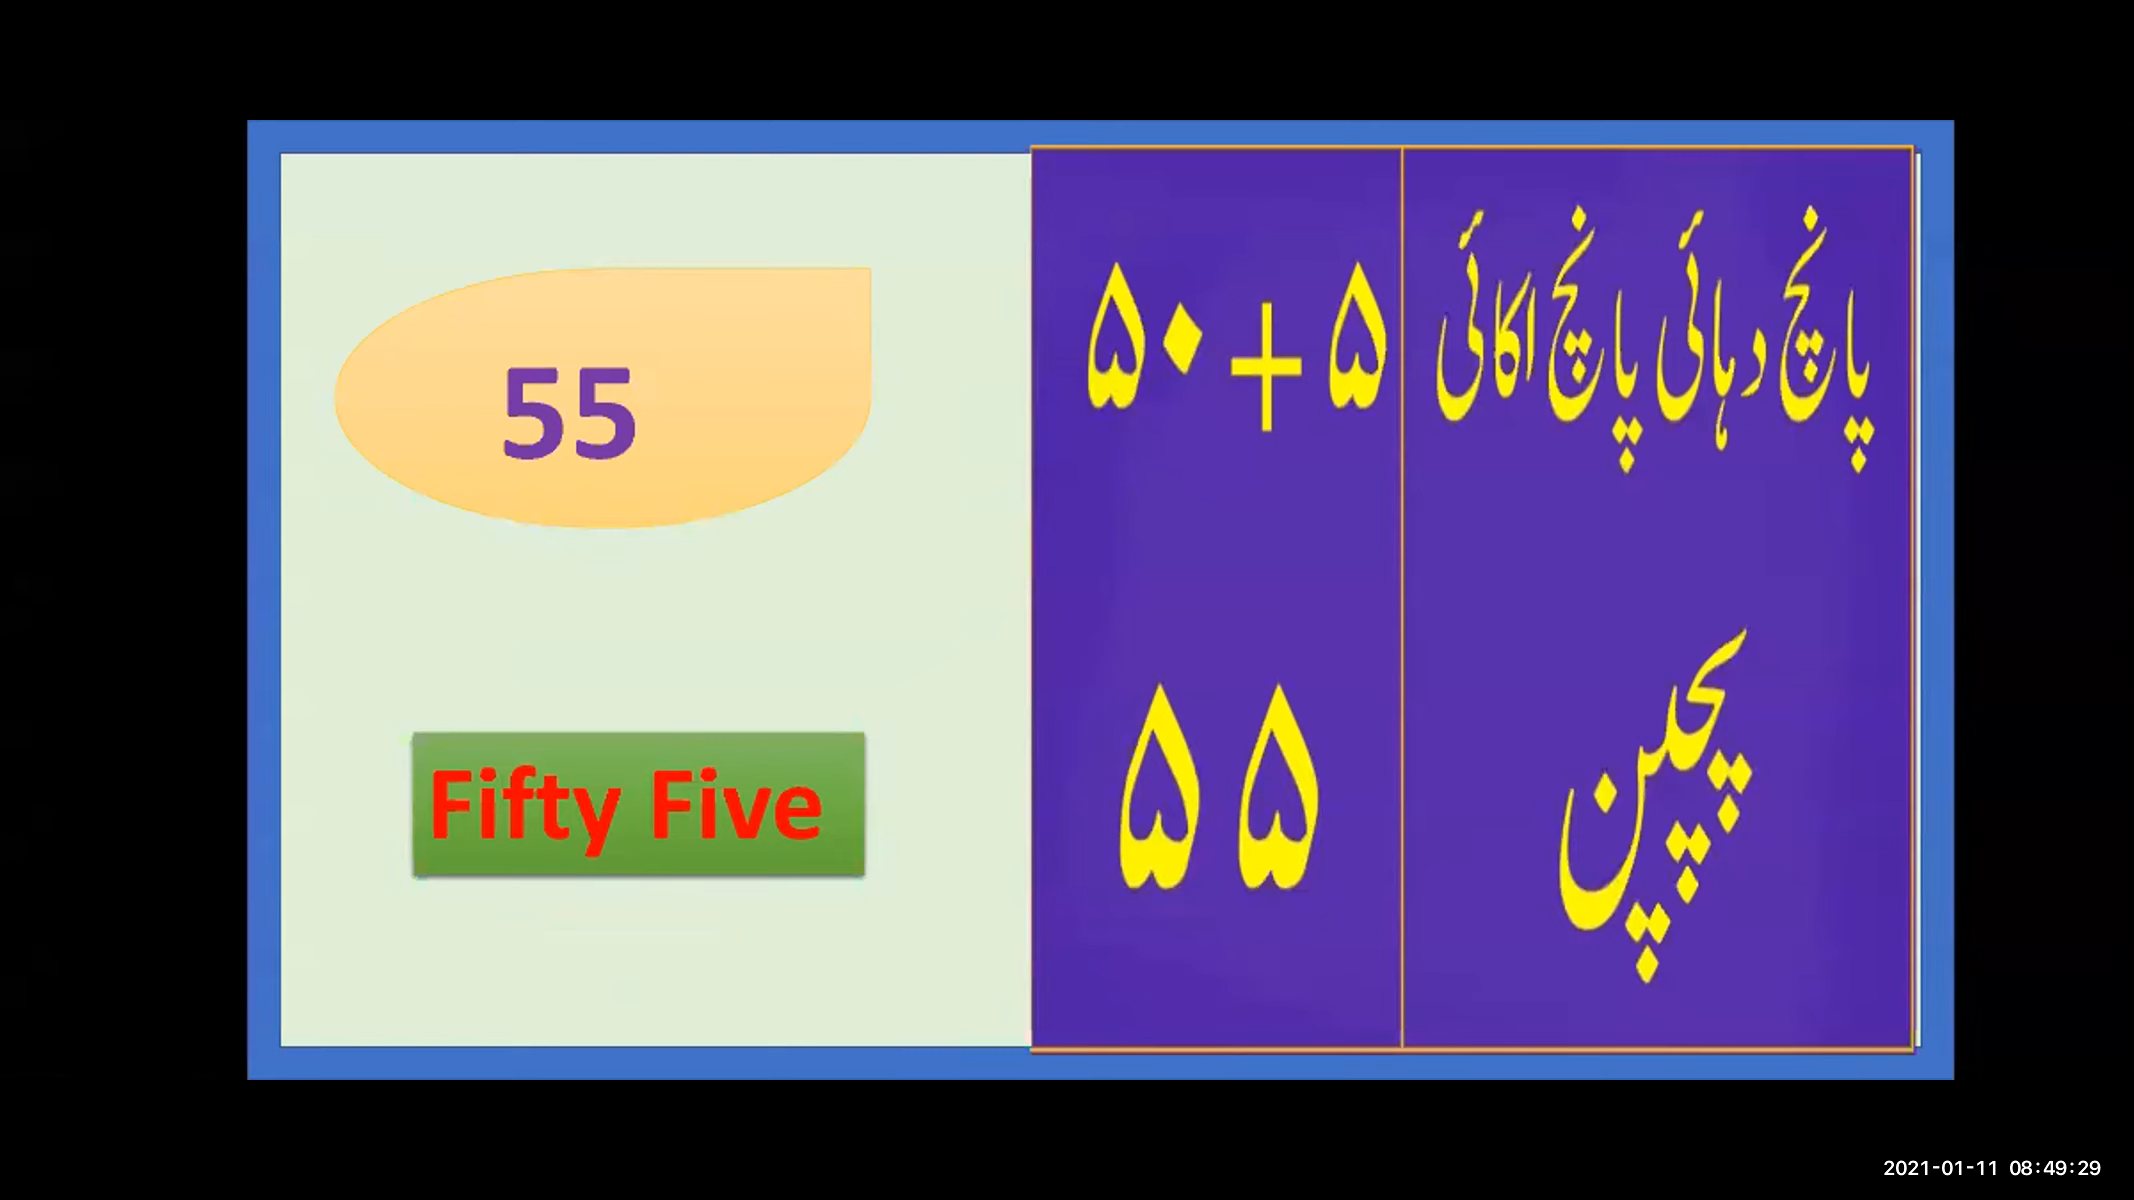 55
Fifty Five
پانچ دہائی پانچ اکائی
۵۰ + ۵
پچپن
۵۵
2021-01-11 08:49:29